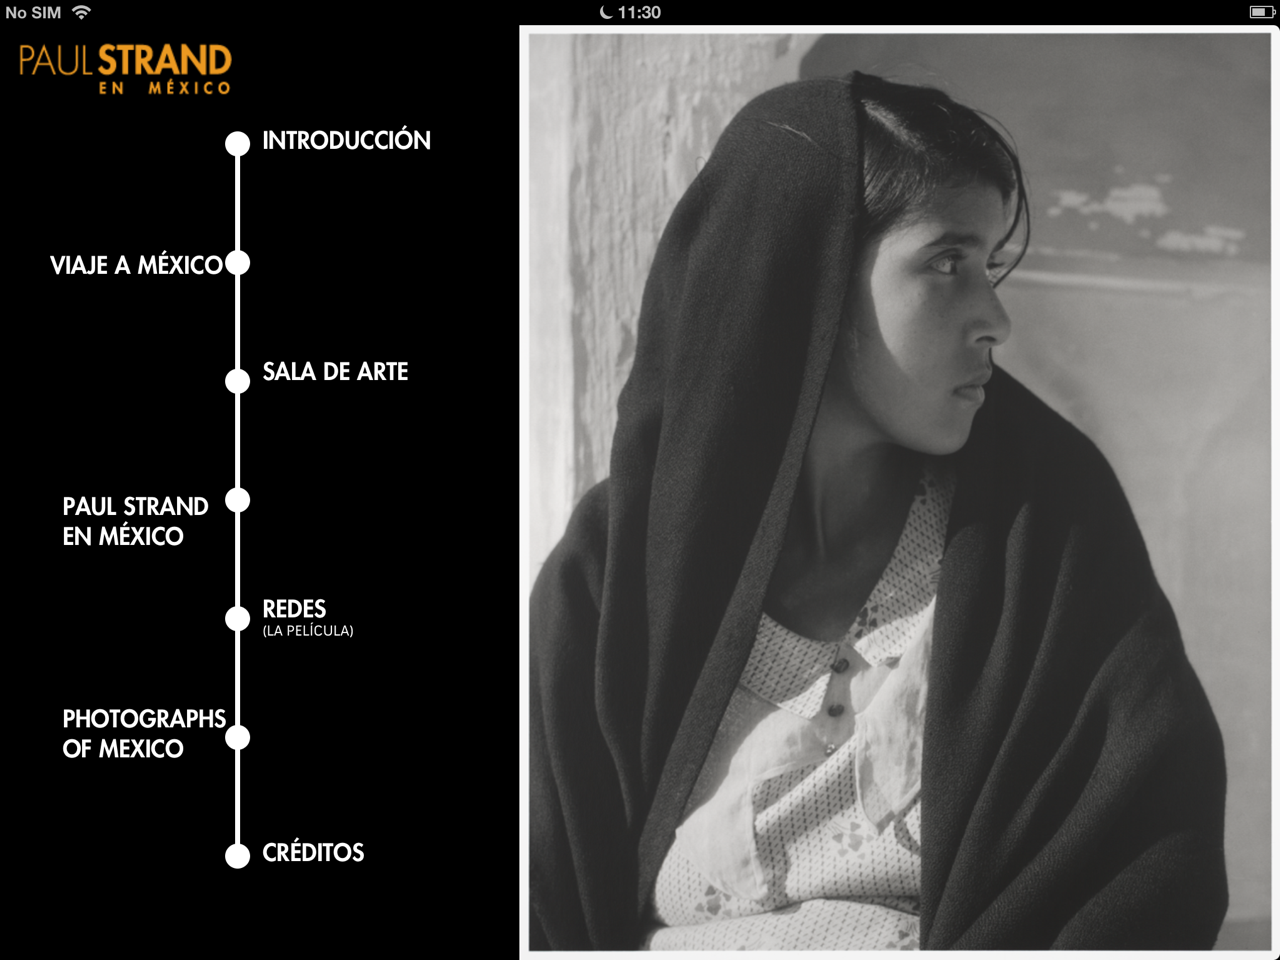 No SIM 11:30
PAUL STRAND
EN MÉXICO
INTRODUCCIÓN
VIAJE A MÉXICO
SALA DE ARTE
PAUL STRAND
EN MÉXICO
REDES
(LA PELÍCULA)
PHOTOGRAPHS
OF MEXICO
CRÉDITOS